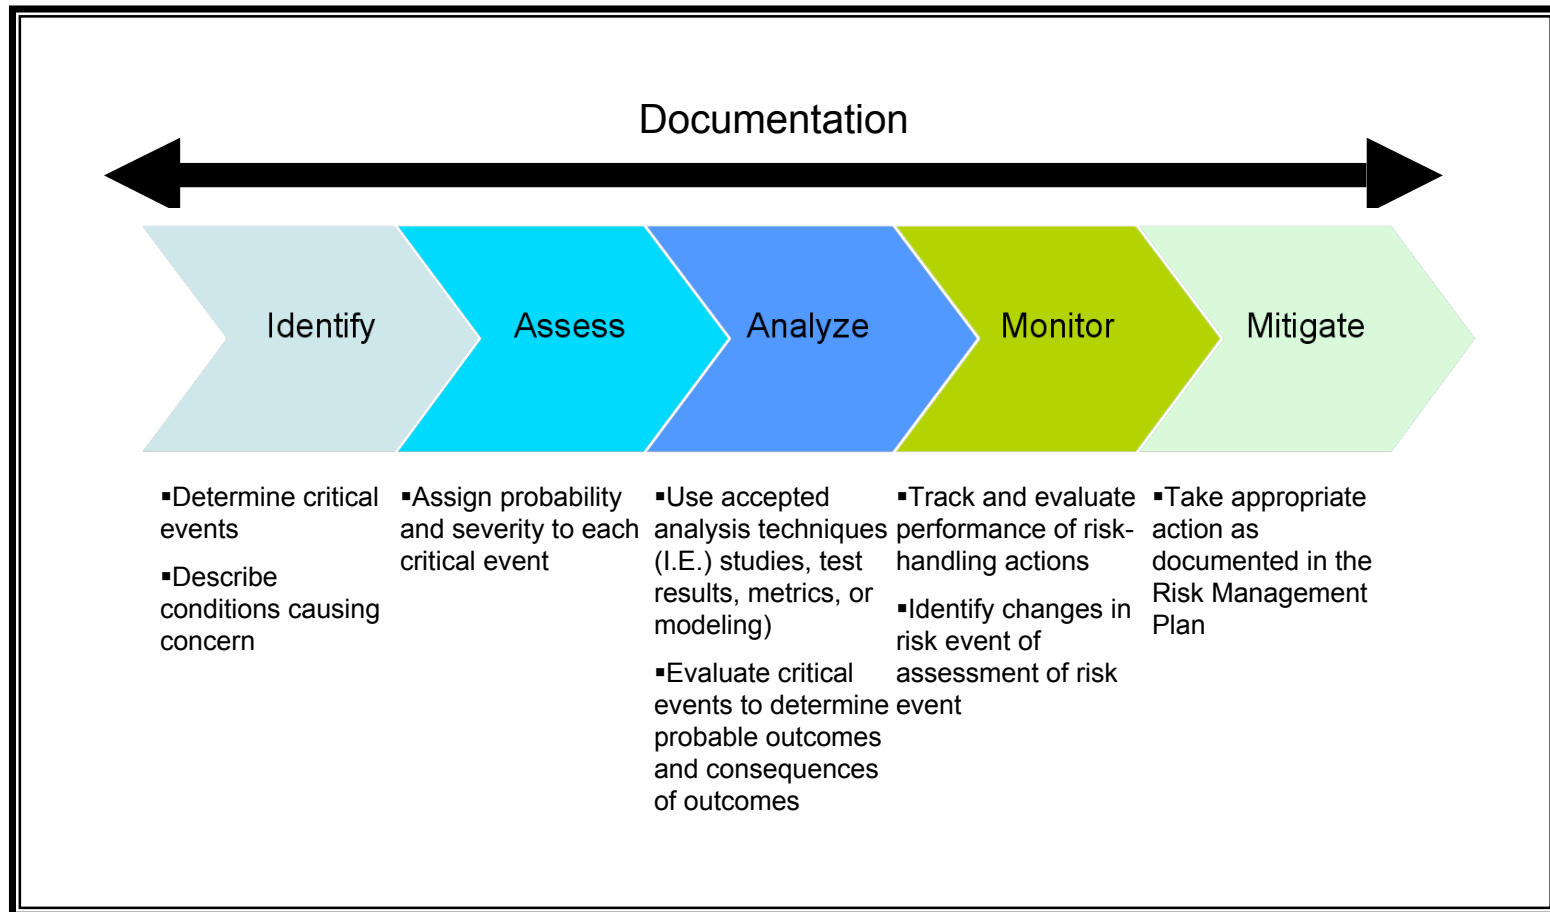 Documentation
Identify
Assess
Analyze
Monitor
Mitigate
▪Determine critical
events
▪Describe
conditions causing
concern
▪Assign probability
and severity to each
critical event
▪Use accepted
analysis techniques
(I.E.) studies, test
results, metrics, or
modeling)
▪Evaluate critical
events to determine
probable outcomes
and consequences
of outcomes
▪Track and evaluate
performance of risk-
handling actions
▪Identify changes in
risk event of
assessment of risk
event
▪Take appropriate
action as
documented in the
Risk Management
Plan